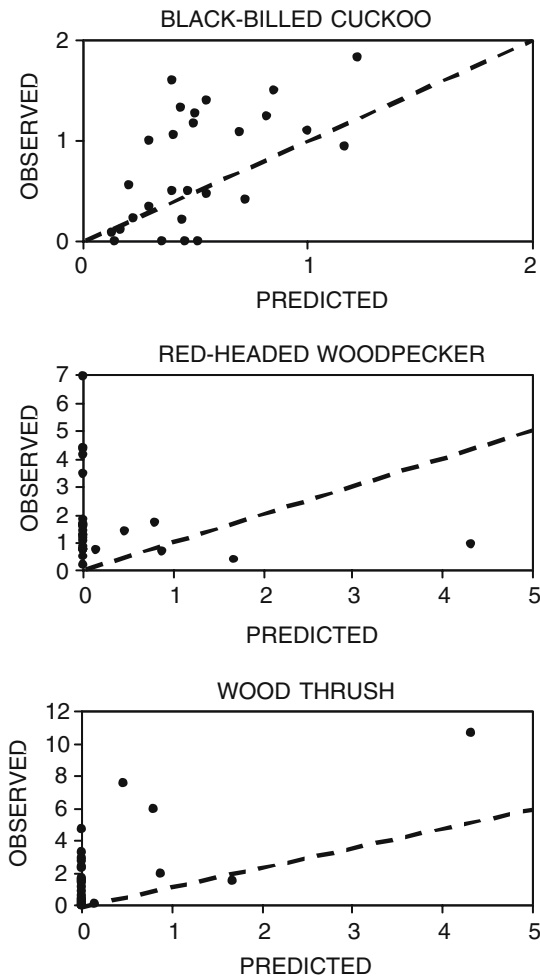 BLACK-BILLED CUCKOO
2
1
0
OBSERVED
0 1 2
PREDICTED
RED-HEADED WOODPECKER
7
6
5
4
3
2
1
0
OBSERVED
0 1 2 3 4 5
PREDICTED
WOOD THRUSH
12
10
8
6
4
2
0
OBSERVED
0 1 2 3 4 5
PREDICTED